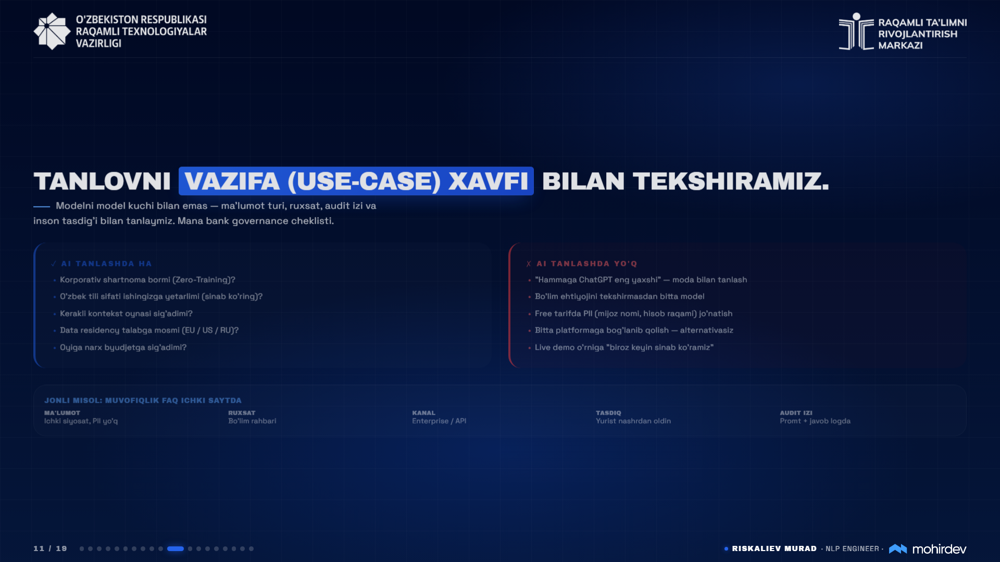 O'ZBEKISTON RESPUBLIKASI
RAQAMLI TEXNOLOGIYALAR
VAZIRLIGI
RAQAMLI TA'LIMNI
RIVOJLANTIRISH
MARKAZI
TANLOVNI VAZIFA (USE-CASE) XAVFI BILAN TEKSHIRAMIZ.
— Modelni model kuchi bilan emas — ma'lumot turi, ruxsat, audit izi va
inson tasdig'i bilan tanlaymiz. Mana bank governance cheklisti.
✓ AI TANLASHDA HA
• Korporativ shartnoma bormi (Zero-Training)?
• O'zbek tili sifati ishingizga yetarlimi (sinab ko'ring)?
• Kerakli kontekst oynasi sig'adimi?
• Data residency talabga mosmi (EU / US / RU)?
• Oyiga narx byudjetga sig'adimi?
✗ AI TANLASHDA YO'Q
• "Hammaga ChatGPT eng yaxshi" — moda bilan tanlash
• Bo'lim ehtiyojini tekshirmasdan bitta model
• Free tarifda PII (mijoz nomi, hisob raqami) jo'natish
• Bitta platformaga bog'lanib qolish — alternativasiz
• Live demo o'rniga "biroz keyin sinab ko'ramiz"
JONLI MISOL: MUVOFIQLIK FAQ ICHKI SAYTDA
MA'LUMOT
Ichki siyosat, PII yo'q
RUXSAT
Bo'lim rahbari
KANAL
Enterprise / API
TASDIQ
Yurist nashrdan oldin
AUDIT IZI
Promt + javob logda
11 / 19
• RISKALIEV MURAD · NLP ENGINEER · mohirdev